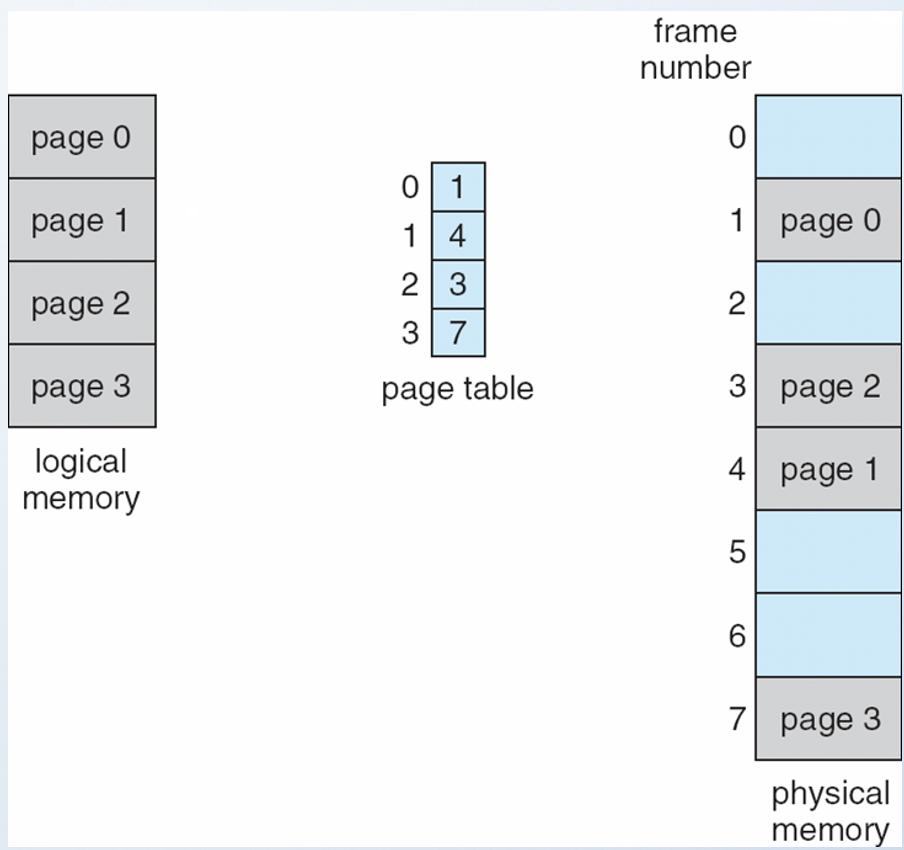 page 0
page 1
page 2
page 3
logical
memory
0 1
1 4
2 3
3 7
page table
frame
number
0
1 page 0
2
3 page 2
4 page 1
5
6
7 page 3
physical
memory